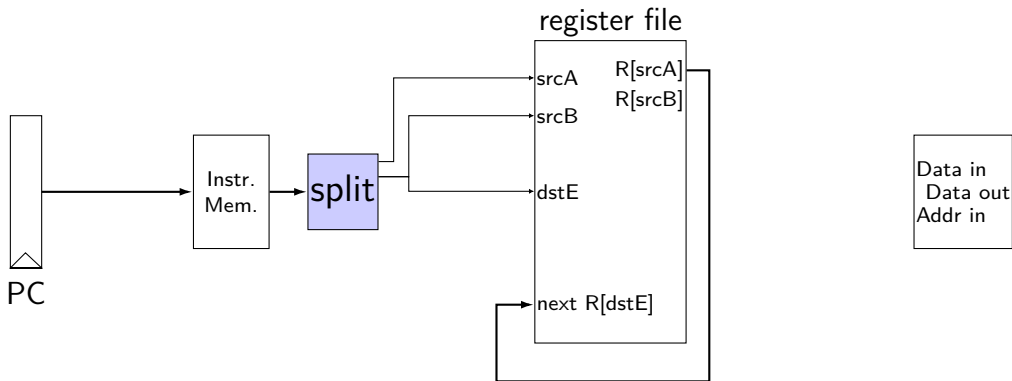 register file
srcA
R[srcA]
R[srcB]
srcB
Instr.
Mem.
split
dstE
Data in
Data out
Addr in
PC
next R[dstE]